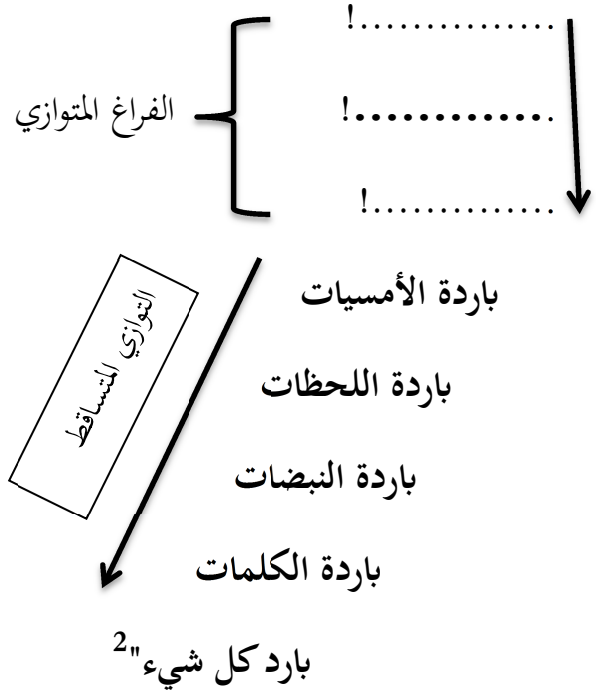 ...............!
..............!
الفراغ المتوازي
..............!
باردة الأمسيات
التوازي المتساقط
باردة اللحظات
باردة النبضات
باردة الكلمات
بارد كل شيء"2